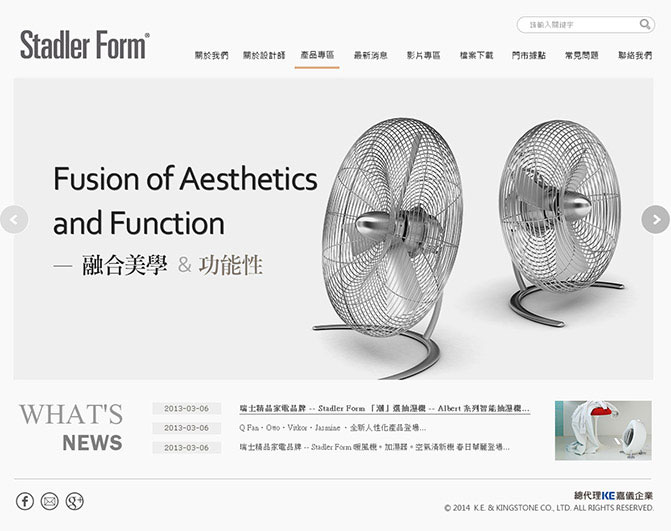 請輸入關鍵字
Stadler Form®
關於我們 關於設計師 產品專區 最新消息 影片專區 檔案下載 門市據點 常見問題 聯絡我們
Fusion of Aesthetics
and Function
— 融合美學 & 功能性
WHAT'S
NEWS
2013-03-06 瑞士精品家電品牌 -- Stadler Form 「潮」選抽濕機 -- Albert 系列智能抽濕機...
2013-03-06 Q Fan、Otto、Viktor、Jasmine ，全新人性化產品登場...
2013-03-06 瑞士精品家電品牌 -- Stadler Form 暖風機。加濕器。空氣清新機 春日華麗登場...
總代理KE嘉儀企業
© 2014 K.E. & KINGSTONE CO., LTD. ALL RIGHTS RESERVED.